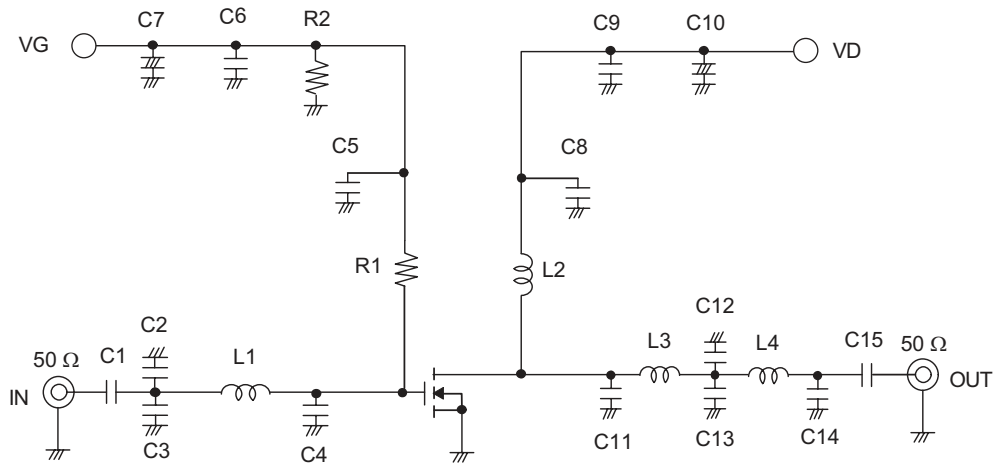 C7 C6 R2 C9 C10
VG VD
C5 C8
R1 L2
C2 C12
50 Ω C1 L1 L3 L4 C15 50 Ω
IN OUT
C3 C4 C11 C13 C14